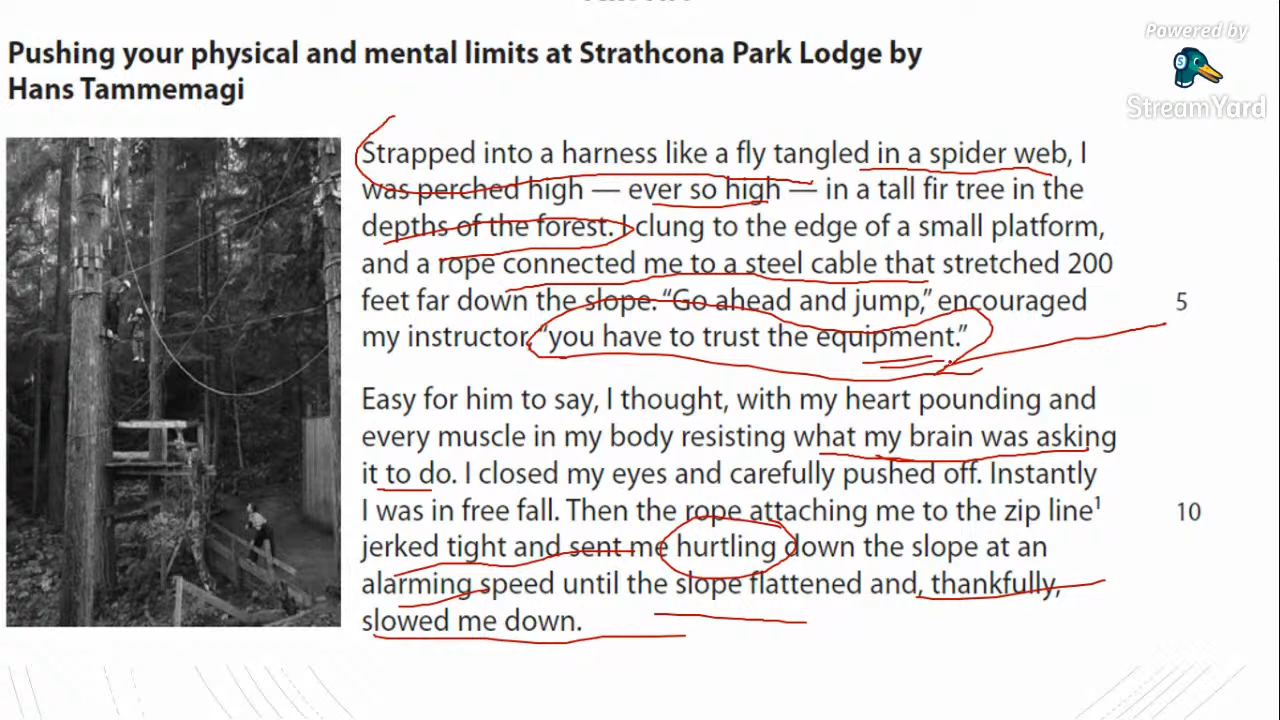 Powered by
StreamYard
Pushing your physical and mental limits at Strathcona Park Lodge by
Hans Tammemagi
Strapped into a harness like a fly tangled in a spider web, I
was perched high — ever so high — in a tall fir tree in the
depths of the forest. I clung to the edge of a small platform,
and a rope connected me to a steel cable that stretched 200
feet far down the slope. “Go ahead and jump,” encouraged 5
my instructor, “you have to trust the equipment.”
Easy for him to say, I thought, with my heart pounding and
every muscle in my body resisting what my brain was asking
it to do. I closed my eyes and carefully pushed off. Instantly
I was in free fall. Then the rope attaching me to the zip line¹ 10
jerked tight and sent me hurtling down the slope at an
alarming speed until the slope flattened and, thankfully,
slowed me down.